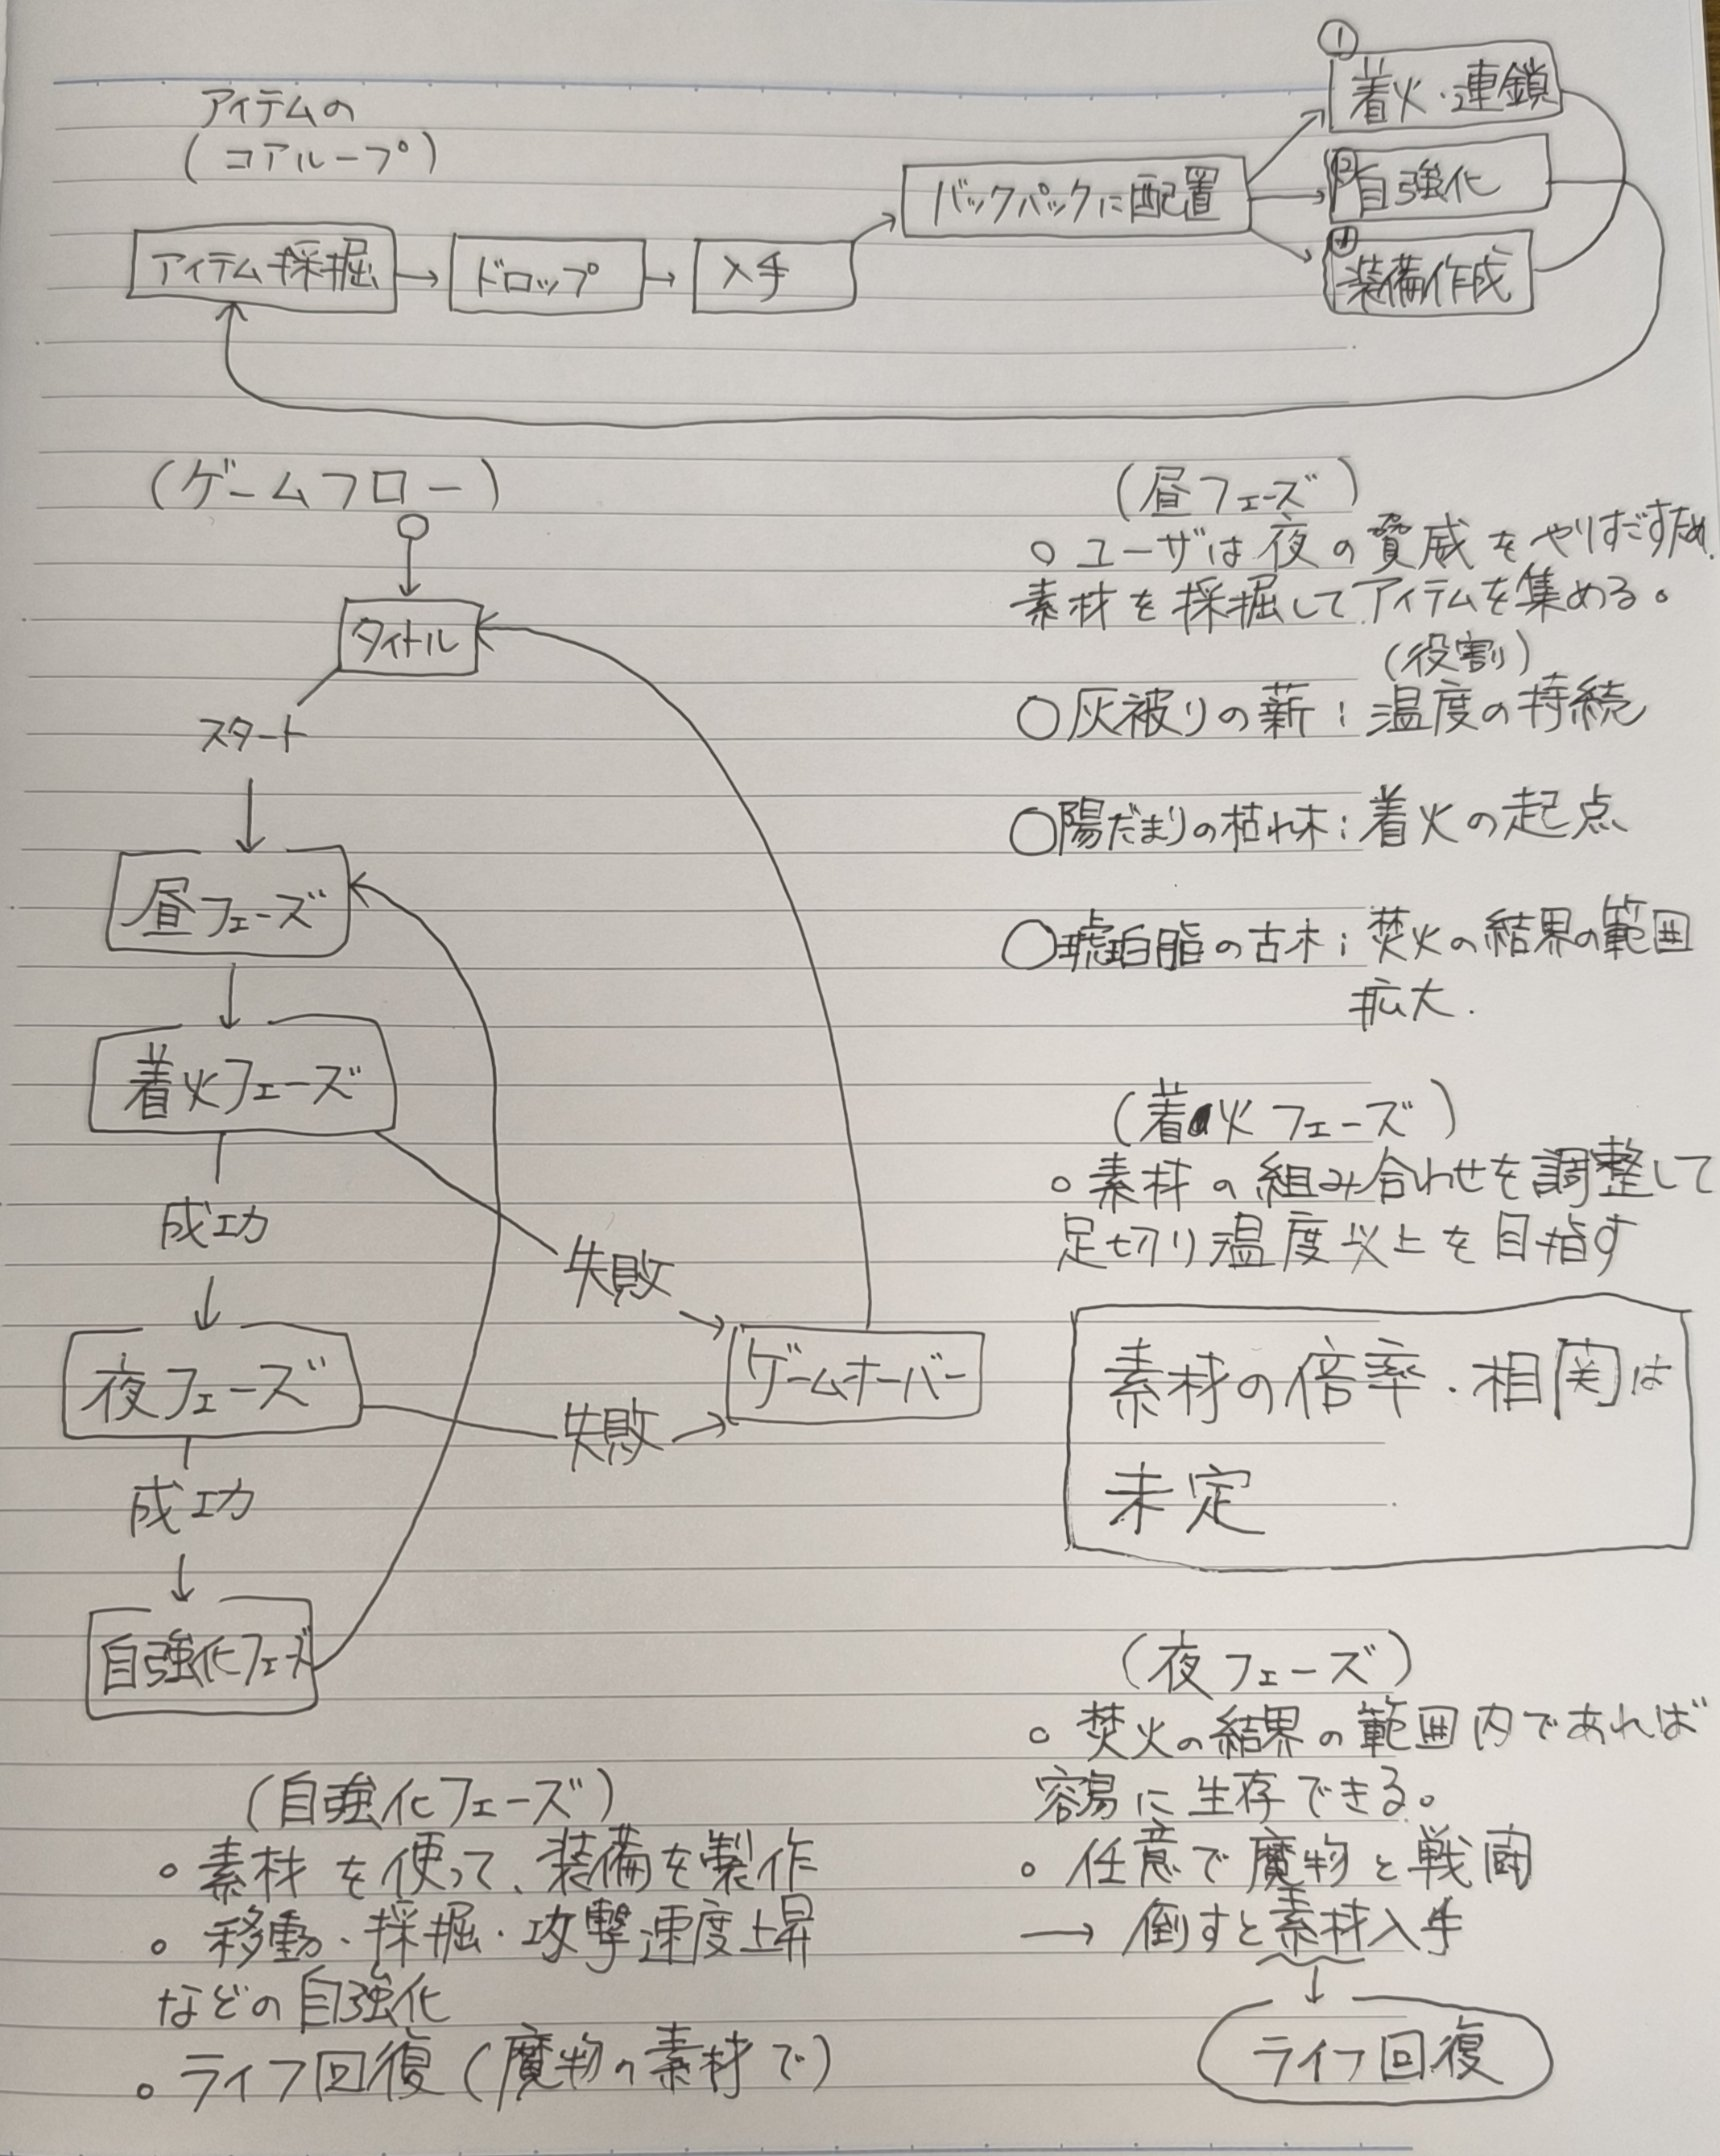 アイテムの
(コアループ)
アイテム採掘
ドロップ
入手
バックパックに配置
①
着火・連鎖
自強化
装備作成
(ゲームフロー)
タイトル
スタート
昼フェーズ
着火フェーズ
成功
失敗
夜フェーズ
失敗
ゲームオーバー
成功
自強化フェーズ
(昼フェーズ)
○ユーザは夜の脅威をやりすごすため、
素材を採掘してアイテムを集める。
(役割)
○灰被りの薪:温度の持続
○陽だまりの枯れ木:着火の起点
○琥珀脂の古木:焚火の結界の範囲
拡大.
(着火フェーズ)
○素材の組み合わせを調整して
足切り温度以上を目指す
素材の倍率・相関は
未定
(夜フェーズ)
○焚火の結界の範囲内であれば
容易に生存できる。
○任意で魔物と戦闘
→ 倒すと素材入手
↓
ライフ回復
(自強化フェーズ)
○素材を使って、装備を製作
○移動・採掘・攻撃速度上昇
などの自強化
○ライフ回復(魔物の素材で)